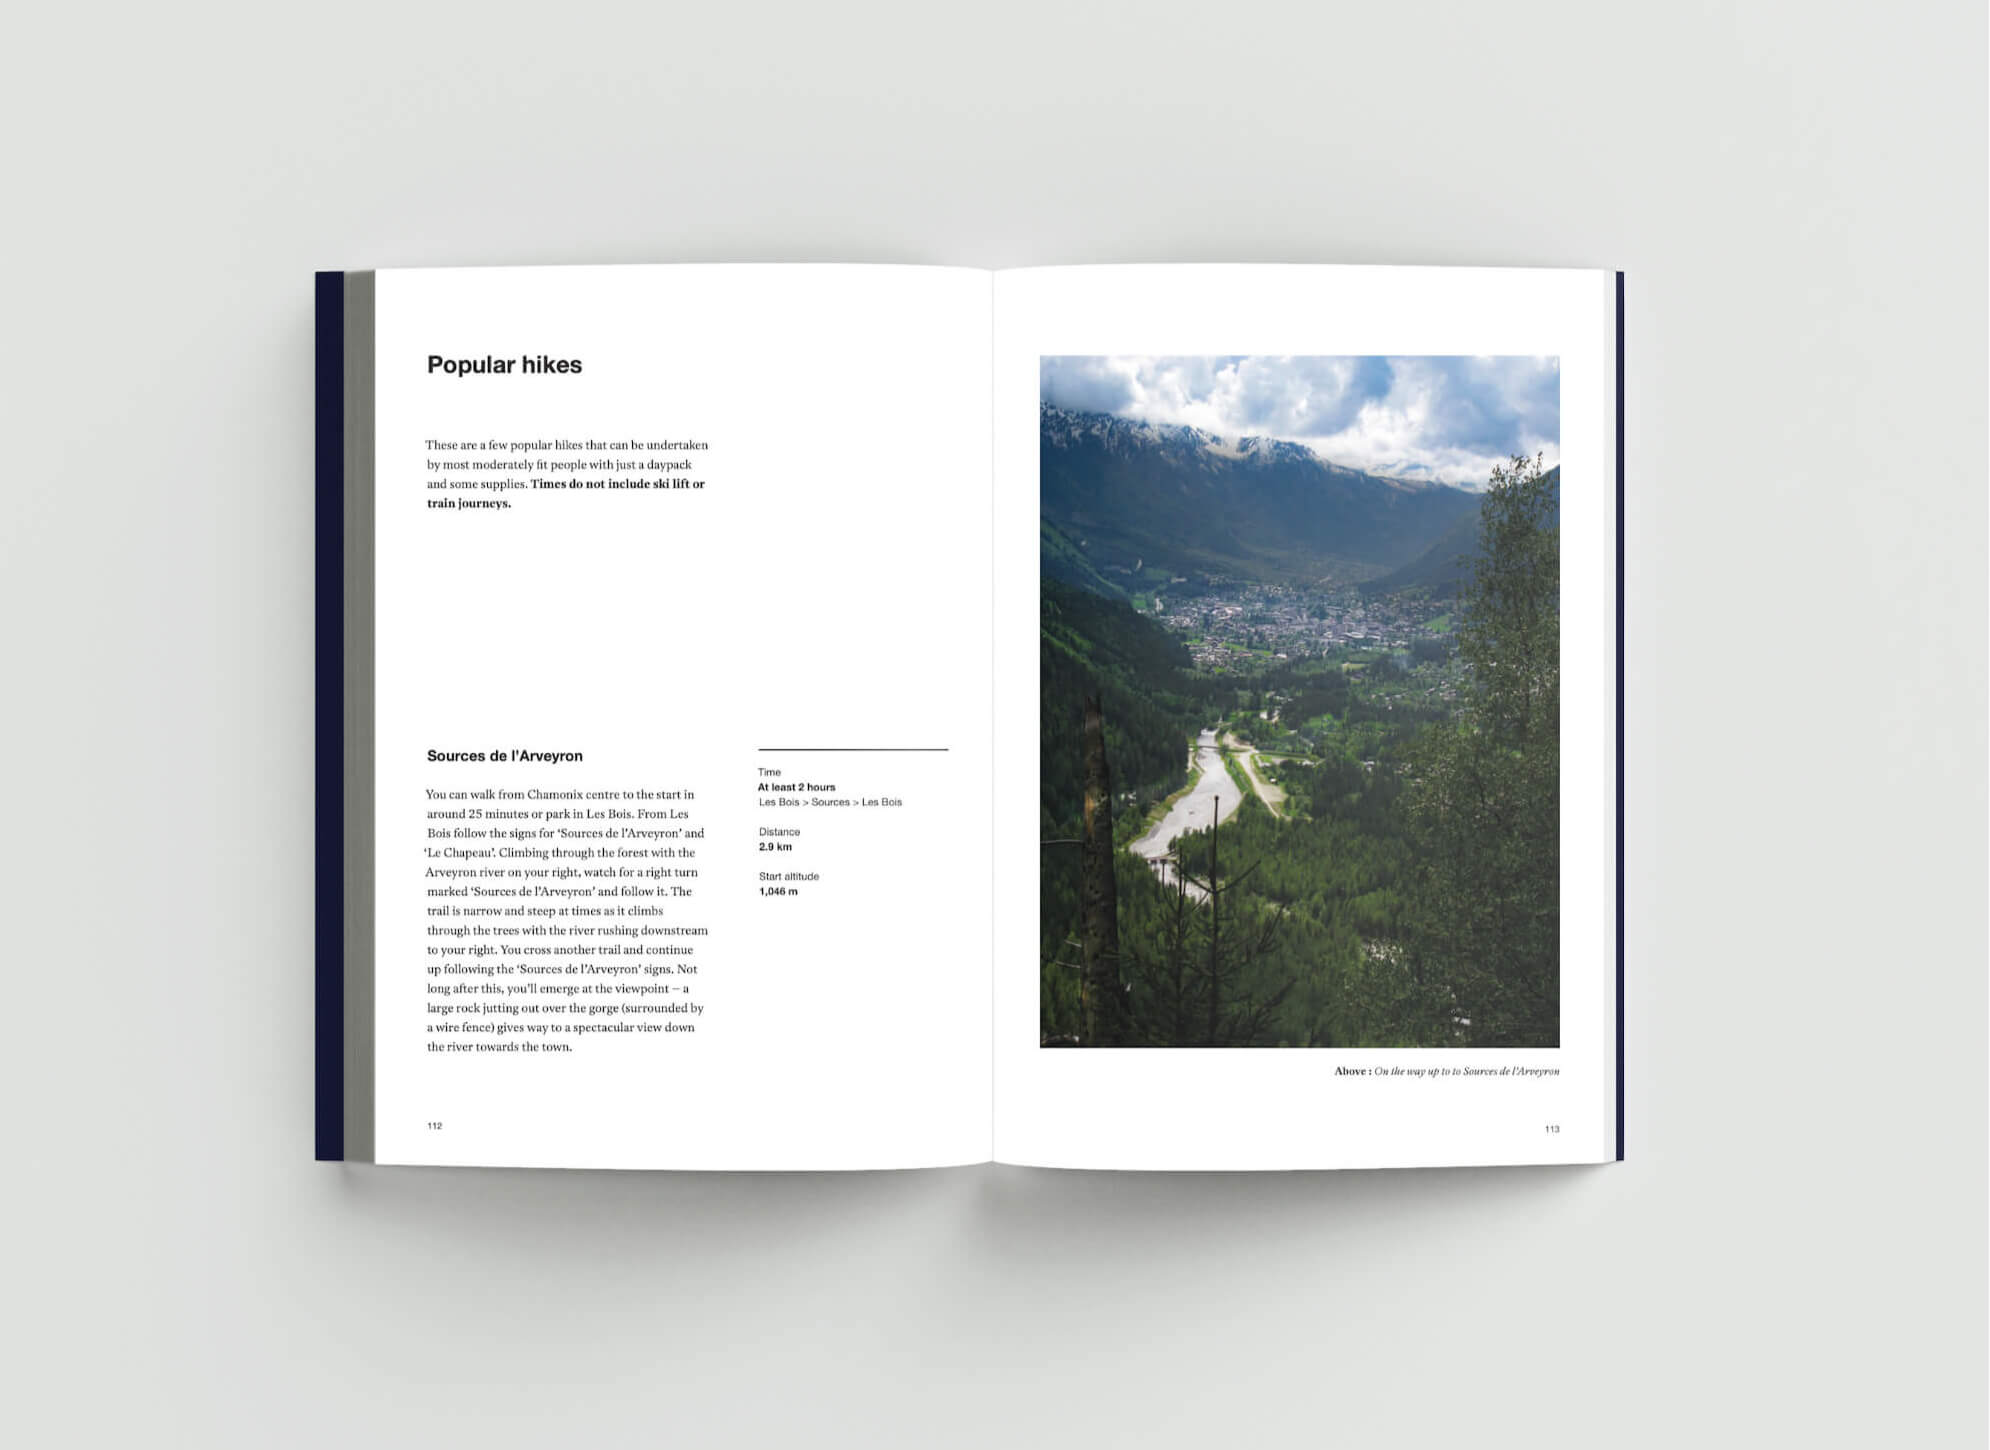 Popular hikes
These are a few popular hikes that can be undertaken
by most moderately fit people with just a daypack
and some supplies. Times do not include ski lift or
train journeys.
Sources de l'Arveyron
You can walk from Chamonix centre to the start in
around 25 minutes or park in Les Bois. From Les
Bois follow the signs for ‘Sources de l’Arveyron’ and
‘Le Chapeau’. Climbing through the forest with the
Arveyron river on your right, watch for a right turn
marked ‘Sources de l’Arveyron’ and follow it. The
trail is narrow and steep at times as it climbs
through the trees with the river rushing downstream
to your right. You cross another trail and continue
up following the ‘Sources de l’Arveyron’ signs. Not
long after this, you’ll emerge at the viewpoint – a
large rock jutting out over the gorge (surrounded by
a wire fence) gives way to a spectacular view down
the river towards the town.
Time
At least 2 hours
Les Bois > Sources > Les Bois
Distance
2.9 km
Start altitude
1,046 m
112
Above : On the way up to to Sources de l’Arveyron
113